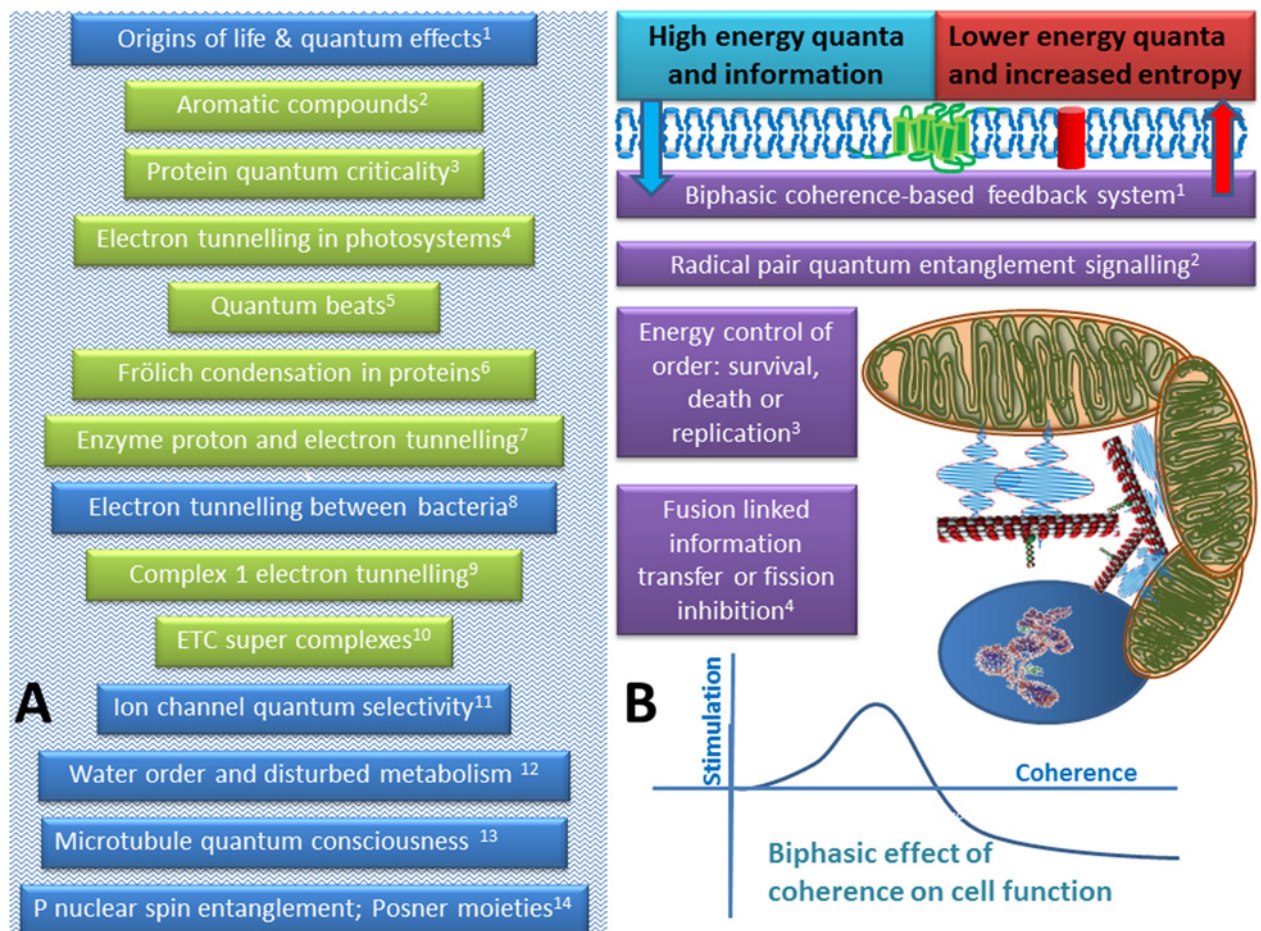 Origins of life & quantum effects¹
Aromatic compounds²
Protein quantum criticality³
Electron tunnelling in photosystems⁴
Quantum beats⁵
Frölich condensation in proteins⁶
Enzyme proton and electron tunnelling⁷
Electron tunnelling between bacteria⁸
Complex 1 electron tunnelling⁹
ETC super complexes¹⁰
Ion channel quantum selectivity¹¹
Water order and disturbed metabolism ¹²
Microtubule quantum consciousness ¹³
P nuclear spin entanglement; Posner moieties¹⁴
A
High energy quanta
and information
Lower energy quanta
and increased entropy
Biphasic coherence-based feedback system¹
Radical pair quantum entanglement signalling²
Energy control of
order: survival,
death or
replication³
Fusion linked
information
transfer or fission
inhibition⁴
B
Stimulation
Coherence
Biphasic effect of
coherence on cell function